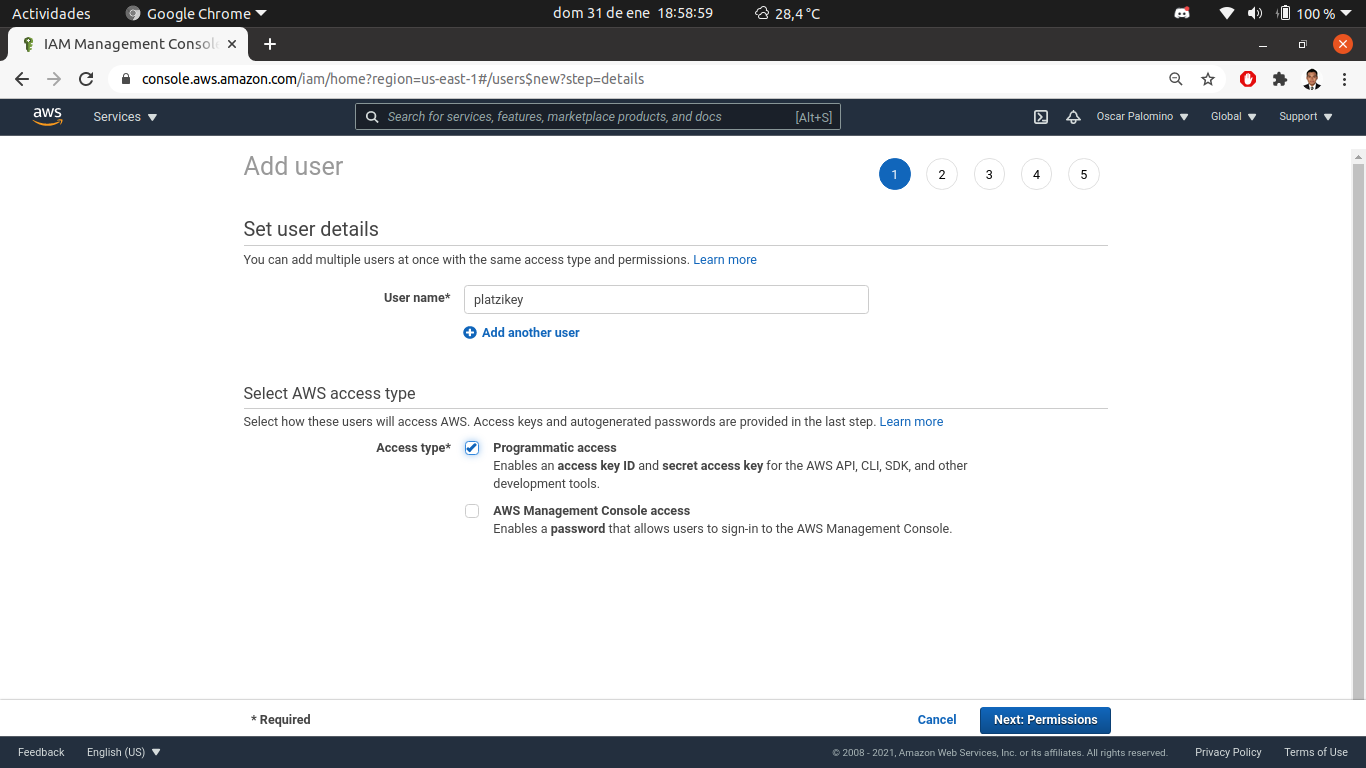 Actividades Google Chrome dom 31 de ene 18:58:59 28,4 °C 100 %
IAM Management Consol
console.aws.amazon.com/iam/home?region=us-east-1#/users$new?step=details
aws Services Search for services, features, marketplace products, and docs [Alt+S] Oscar Palomino Global Support
Add user 1 2 3 4 5
Set user details
You can add multiple users at once with the same access type and permissions. Learn more
User name* platzikey
Add another user
Select AWS access type
Select how these users will access AWS. Access keys and autogenerated passwords are provided in the last step. Learn more
Access type* Programmatic access
Enables an access key ID and secret access key for the AWS API, CLI, SDK, and other
development tools.
AWS Management Console access
Enables a password that allows users to sign-in to the AWS Management Console.
* Required Cancel Next: Permissions
Feedback English (US) © 2008 - 2021, Amazon Web Services, Inc. or its affiliates. All rights reserved. Privacy Policy Terms of Use